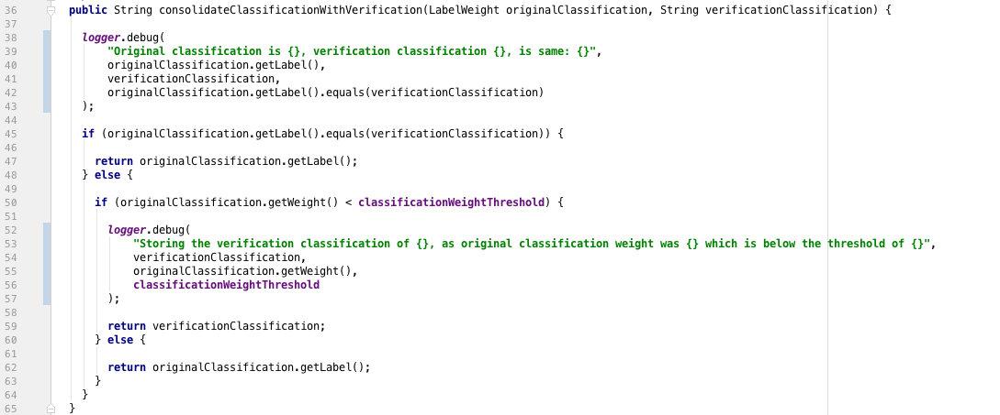 36 public String consolidateClassificationWithVerification(LabelWeight originalClassification, String verificationClassification) {
37
38 logger.debug(
39 "Original classification is {}, verification classification {}, is same: {}",
40 originalClassification.getLabel(),
41 verificationClassification,
42 originalClassification.getLabel().equals(verificationClassification)
43 );
44
45 if (originalClassification.getLabel().equals(verificationClassification)) {
46
47 return originalClassification.getLabel();
48 } else {
49
50 if (originalClassification.getWeight() < classificationWeightThreshold) {
51
52 logger.debug(
53 "Storing the verification classification of {}, as original classification weight was {} which is below the threshold of {}",
54 verificationClassification,
55 originalClassification.getWeight(),
56 classificationWeightThreshold
57 );
58
59 return verificationClassification;
60 } else {
61
62 return originalClassification.getLabel();
63 }
64 }
65 }